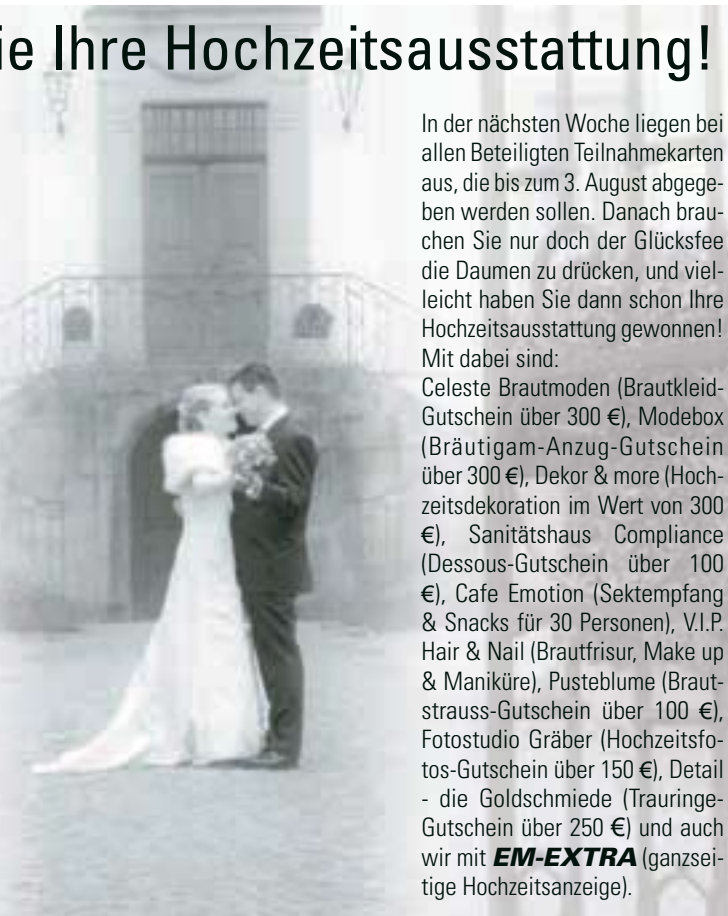 ie Ihre Hochzeitsausstattung!
In der nächsten Woche liegen bei
allen Beteiligten Teilnahmekarten
aus, die bis zum 3. August abgege-
ben werden sollen. Danach brau-
chen Sie nur doch der Glücksfee
die Daumen zu drücken, und viel-
leicht haben Sie dann schon Ihre
Hochzeitsausstattung gewonnen!
Mit dabei sind:
Celeste Brautmoden (Brautkleid-
Gutschein über 300 €), Modebox
(Bräutigam-Anzug-Gutschein
über 300 €), Dekor & more (Hoch-
zeitsdekoration im Wert von 300
€), Sanitätshaus Compliance
(Dessous-Gutschein über 100
€), Cafe Emotion (Sektempfang
& Snacks für 30 Personen), V.I.P.
Hair & Nail (Brautfrisur, Make up
& Maniküre), Pusteblume (Braut-
strauss-Gutschein über 100 €),
Fotostudio Gräber (Hochzeitsfo-
tos-Gutschein über 150 €), Detail
- die Goldschmiede (Trauringe-
Gutschein über 250 €) und auch
wir mit EM-EXTRA (ganzsei-
tige Hochzeitsanzeige).